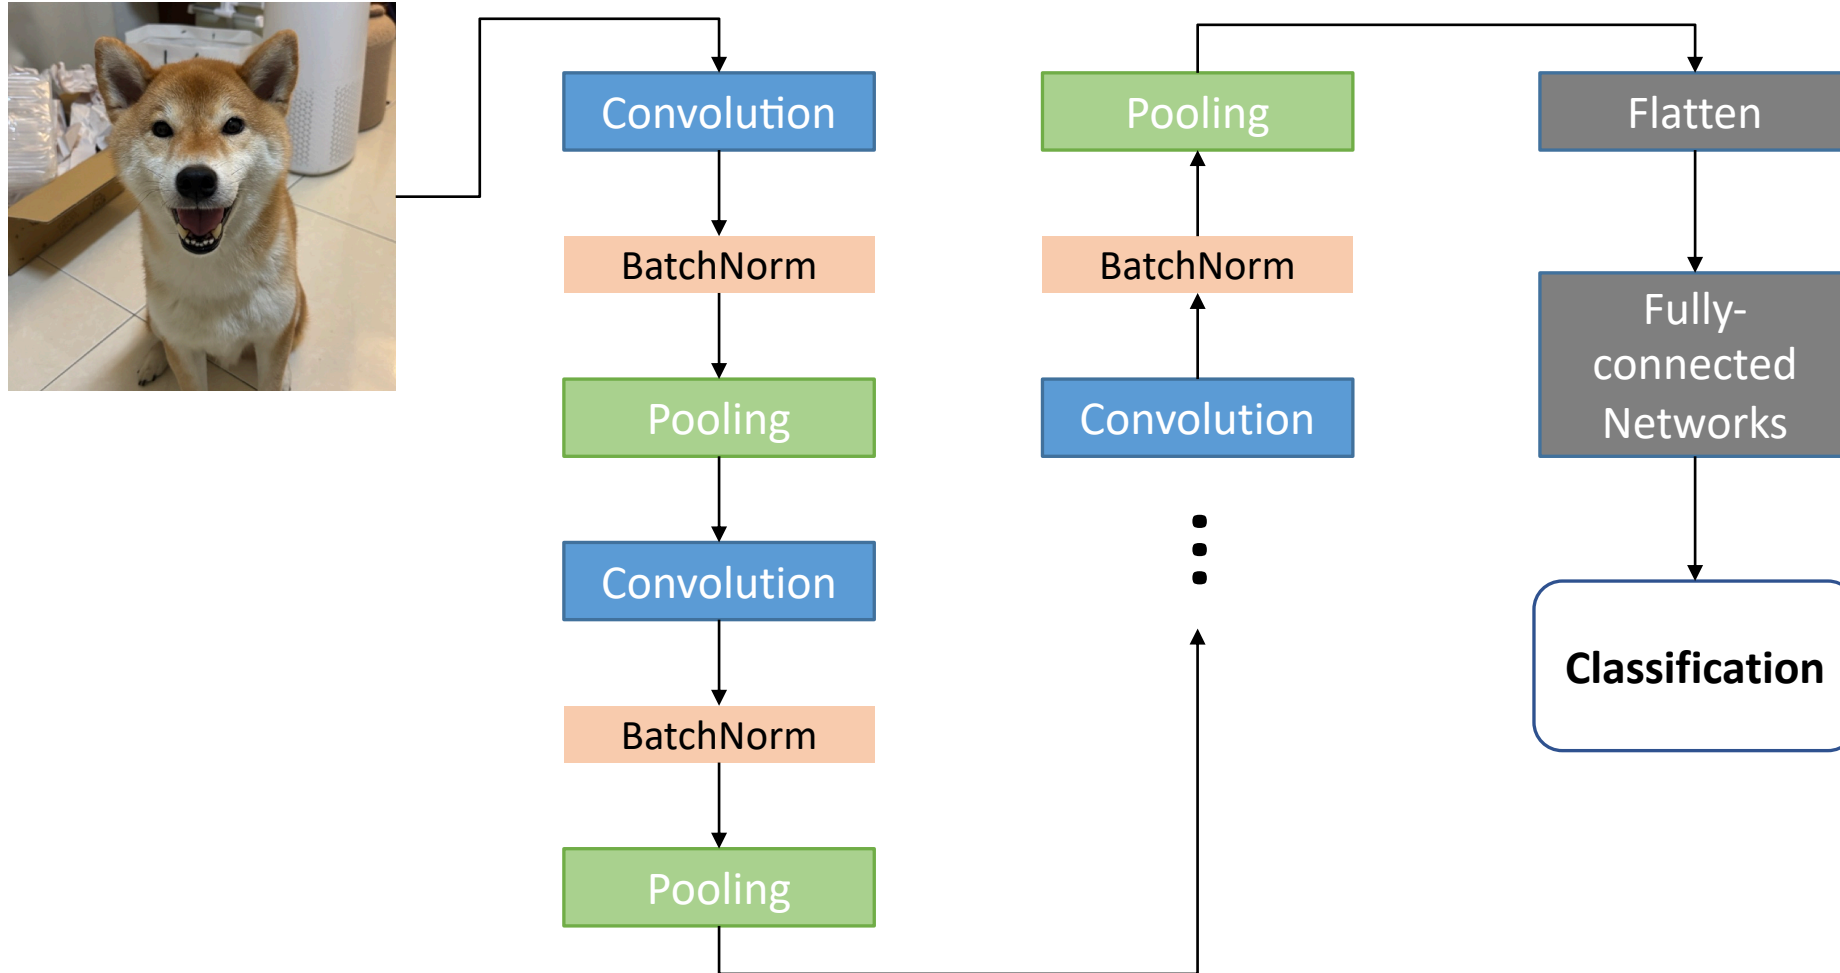 Convolution
BatchNorm
Pooling
Convolution
BatchNorm
Pooling
Pooling
BatchNorm
Convolution
Flatten
Fully-
connected
Networks
Classification